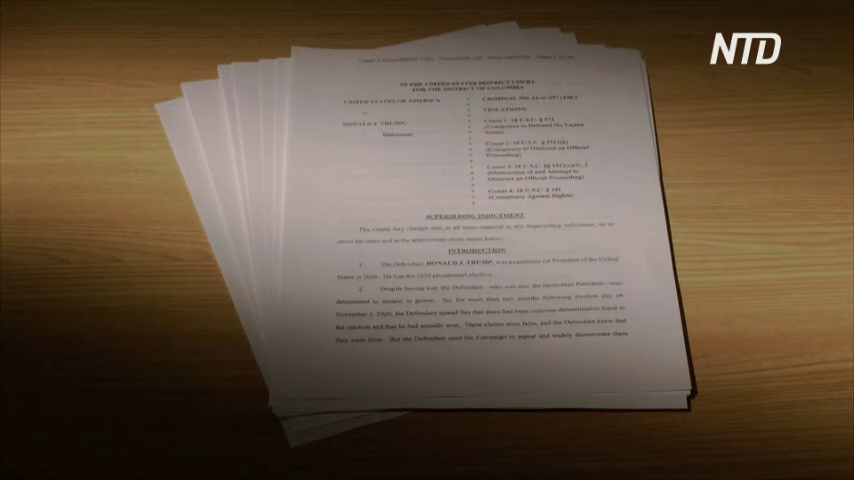 NTD
IN THE UNITED STATES DISTRICT COURT
FOR THE DISTRICT OF COLUMBIA
UNITED STATES OF AMERICA
v.
DONALD J. TRUMP,
Defendant
CRIMINAL NO.
VIOLATIONS:
Count 1: 18 U.S.C. § 371
(Conspiracy to Defraud the United
States)
Count 2: 18 U.S.C. § 1512(k)
(Conspiracy to Obstruct an Official
Proceeding)
Count 3: 18 U.S.C. §§ 1512(c)(2), 2
(Obstruction of and Attempt to
Obstruct an Official Proceeding)
Count 4: 18 U.S.C. § 241
(Conspiracy Against Rights)
SUPERSEDING INDICTMENT
The Grand Jury charges that, at all times material to this Superseding Indictment, on or
about the dates and at the approximate times stated below:
INTRODUCTION
1. The Defendant, DONALD J. TRUMP, was a candidate for President of the United
States in 2020. He lost the 2020 presidential election.
2. Despite having lost, the Defendant—who was also the incumbent President—was
determined to remain in power. So, for more than two months following election day on
November 3, 2020, the Defendant spread lies that there had been outcome-determinative fraud in
the election and that he had actually won. These claims were false, and the Defendant knew that
they were false. But the Defendant used his Campaign to repeat and widely disseminate them